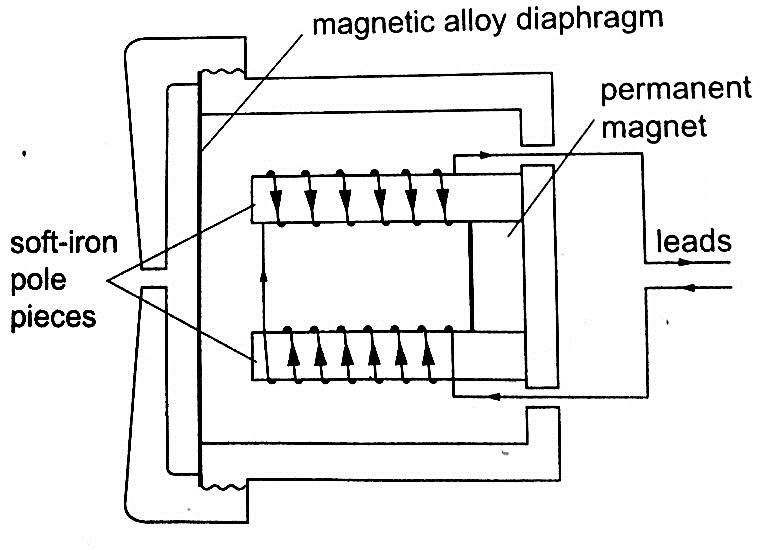 magnetic alloy diaphragm
permanent
magnet
soft-iron
pole
pieces
leads